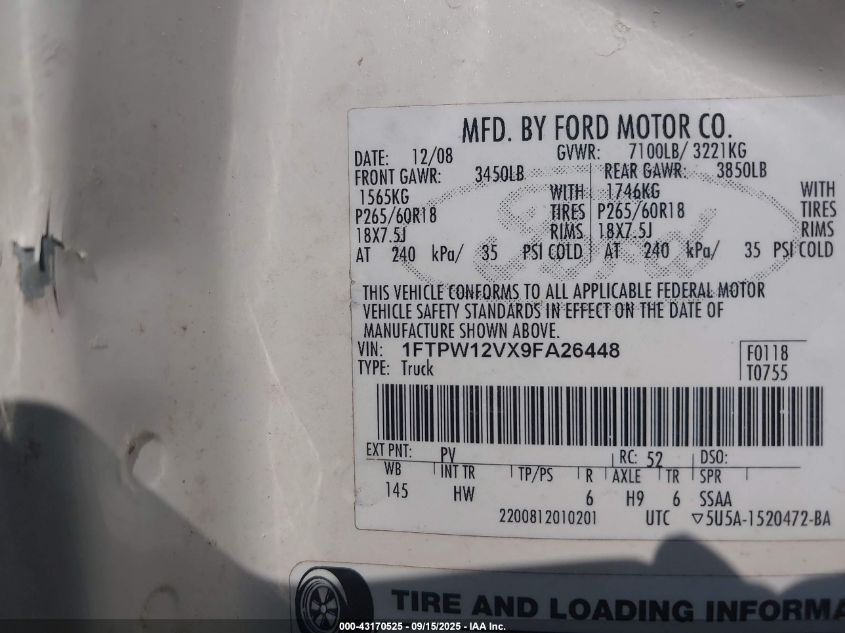 MFD. BY FORD MOTOR CO.
DATE: 12/08 GVWR: 7100LB/ 3221KG
FRONT GAWR: 3450LB REAR GAWR: 3850LB
1565KG WITH 1746KG WITH
P265/60R18 TIRES P265/60R18 TIRES
18X7.5J RIMS 18X7.5J RIMS
AT 240 kPa/ 35 PSI COLD AT 240 kPa/ 35 PSI COLD
Ford
THIS VEHICLE CONFORMS TO ALL APPLICABLE FEDERAL MOTOR
VEHICLE SAFETY STANDARDS IN EFFECT ON THE DATE OF
MANUFACTURE SHOWN ABOVE.
VIN: 1FTPW12VX9FA26448 F0118
TYPE: Truck T0755
EXT PNT: PV RC: 52 DSO:
WB INT TR TP/PS R AXLE TR SPR
145 HW 6 H9 6 SSAA
2200812010201 UTC ▽5U5A-1520472-BA
TIRE AND LOADING INFORMA
000-43170525 - 09/15/2025 - IAA Inc.